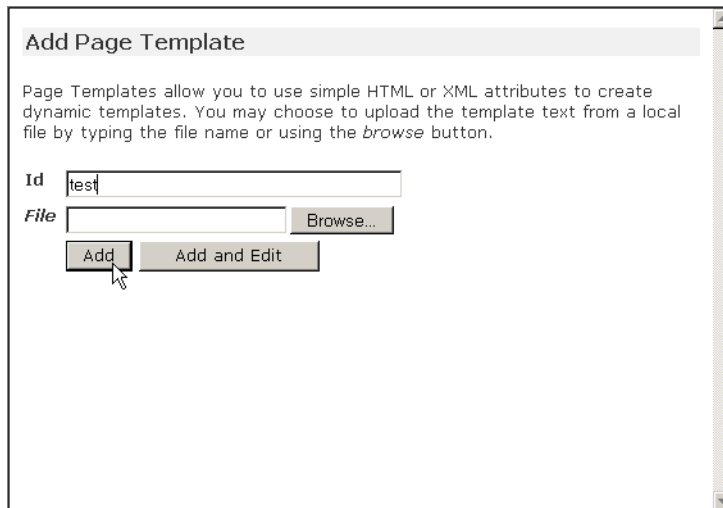 Add Page Template
Page Templates allow you to use simple HTML or XML attributes to create
dynamic templates. You may choose to upload the template text from a local
file by typing the file name or using the browse button.
Id test
File Browse...
Add Add and Edit